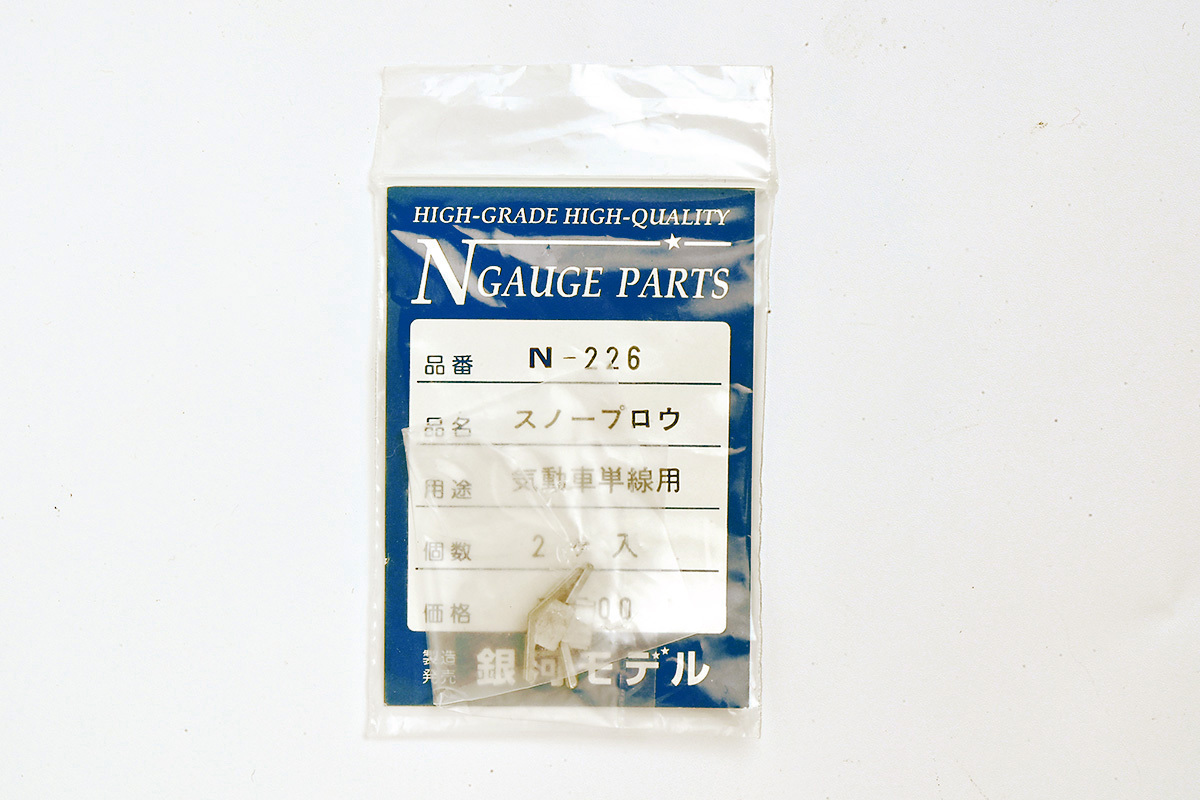 HIGH-GRADE HIGH-QUALITY
N GAUGE PARTS
品番 N-226
品名 スノープロウ
用途 気動車単線用
個数 2ヶ入
価格
製造
発売 銀河モデル